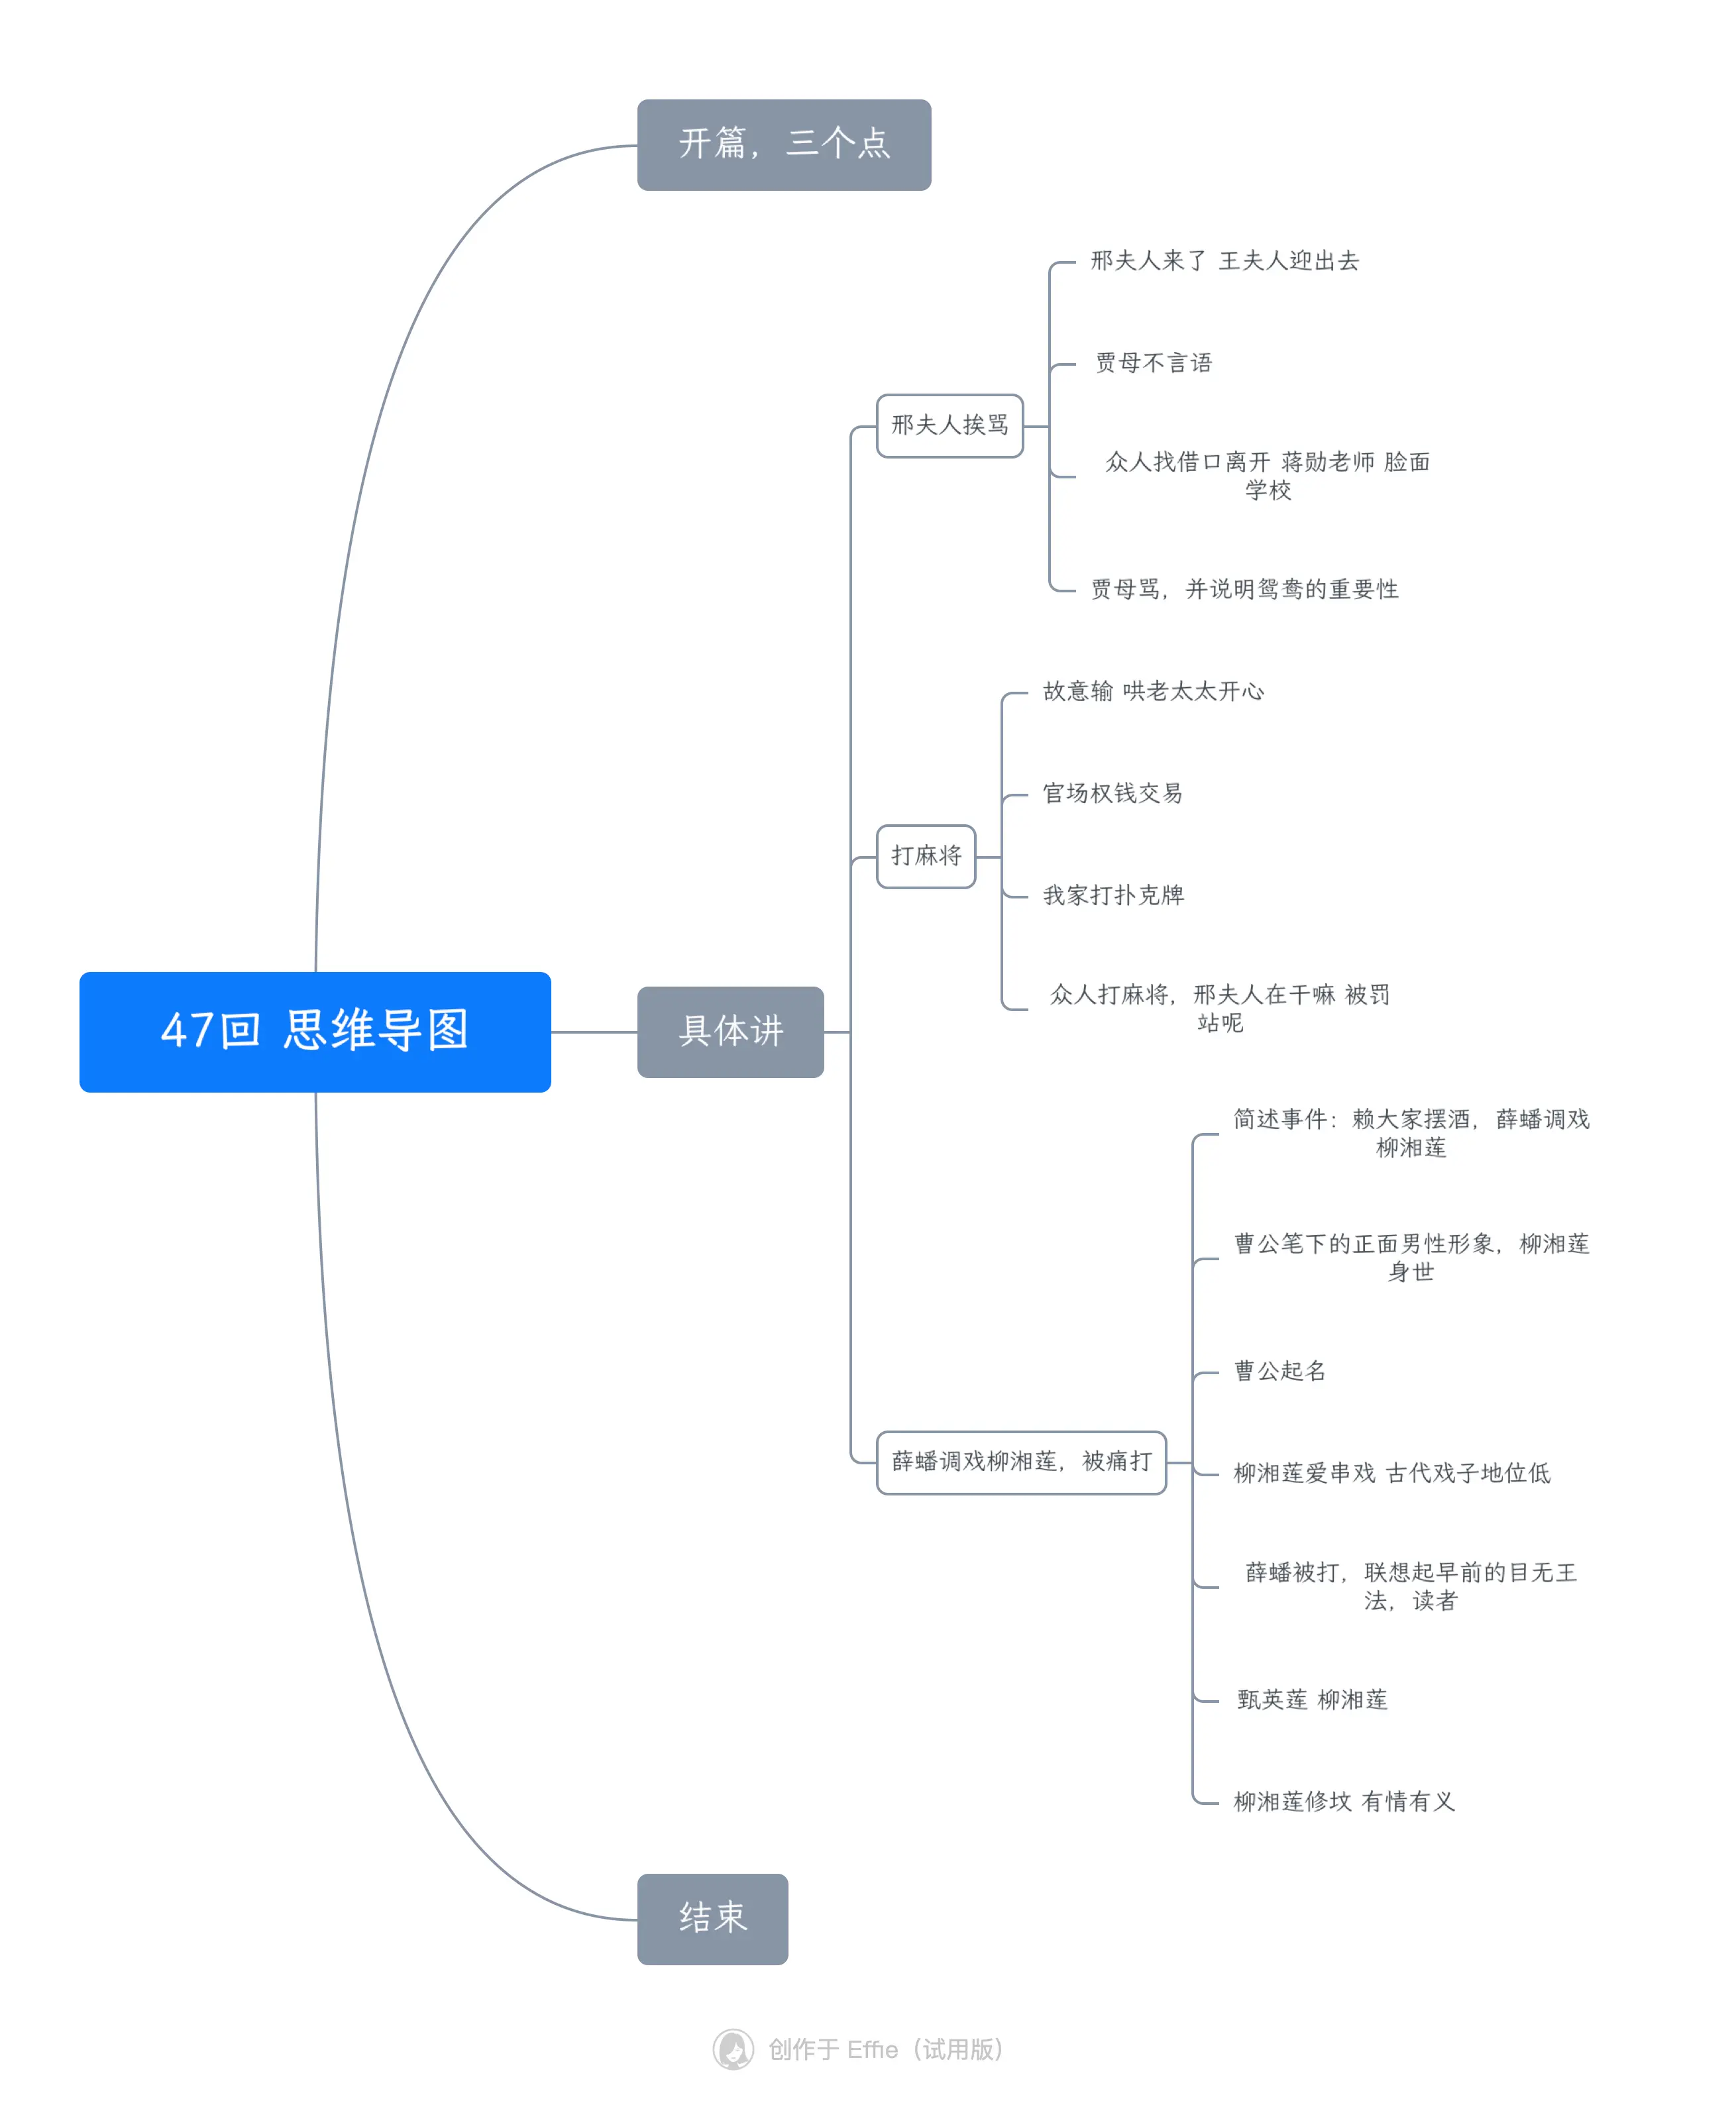 开篇，三个点
邢夫人来了 王夫人迎出去
贾母不言语
邢夫人挨骂
众人找借口离开 蒋勋老师 脸面
学校
贾母骂，并说明鸳鸯的重要性
故意输 哄老太太开心
官场权钱交易
打麻将
我家打扑克牌
众人打麻将，邢夫人在干嘛 被罚
站呢
47回 思维导图
具体讲
简述事件：赖大家摆酒，薛蟠调戏
柳湘莲
曹公笔下的正面男性形象，柳湘莲
身世
曹公起名
薛蟠调戏柳湘莲，被痛打
柳湘莲爱串戏 古代戏子地位低
薛蟠被打，联想起早前的目无王
法，读者
甄英莲 柳湘莲
柳湘莲修坟 有情有义
结束
创作于 Effie（试用版）